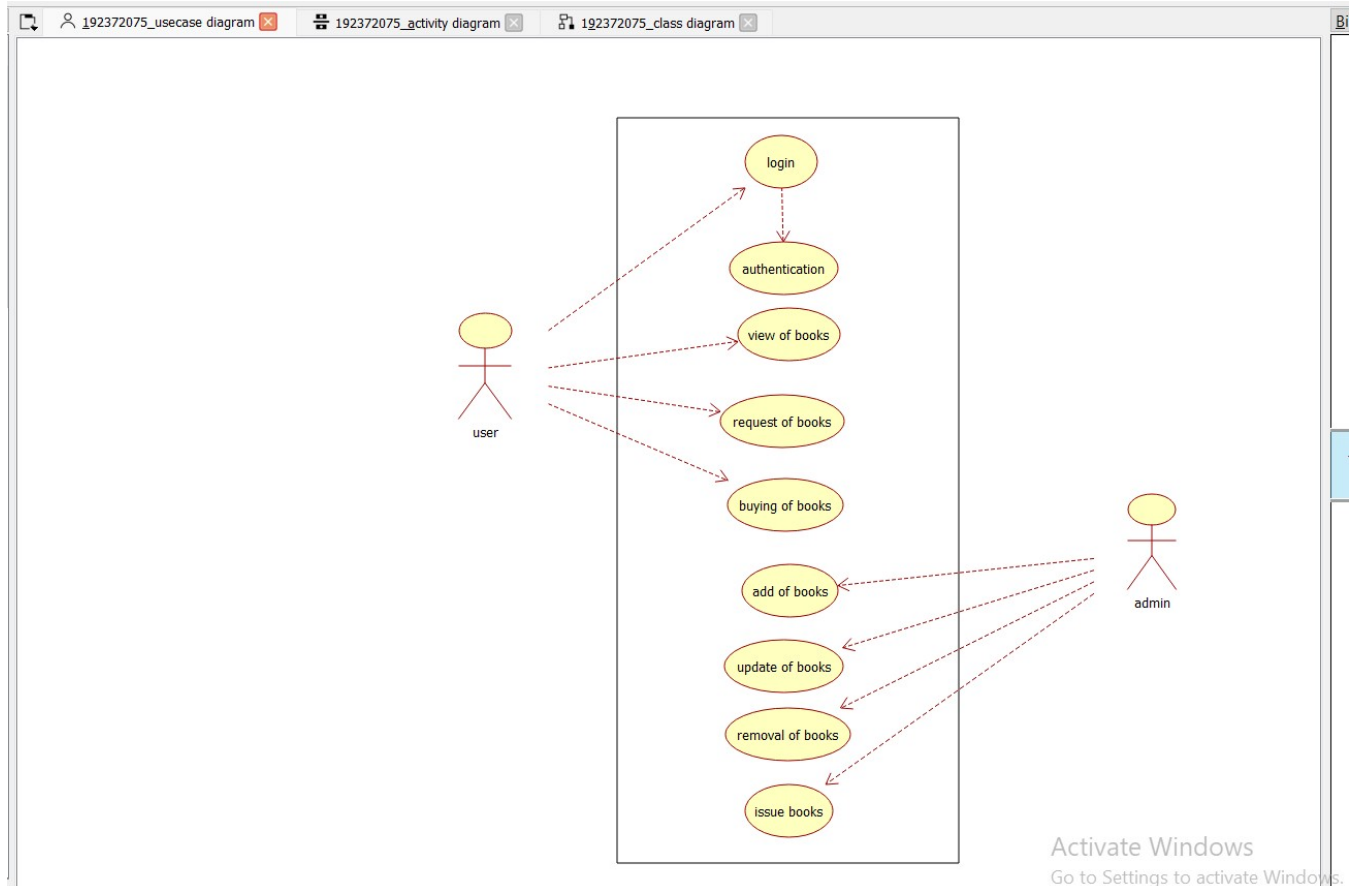 192372075_usecase diagram
192372075_activity diagram
192372075_class diagram
Bi
login
authentication
view of books
user
request of books
buying of books
add of books
admin
update of books
removal of books
issue books
Activate Windows
Go to Settings to activate Windows.